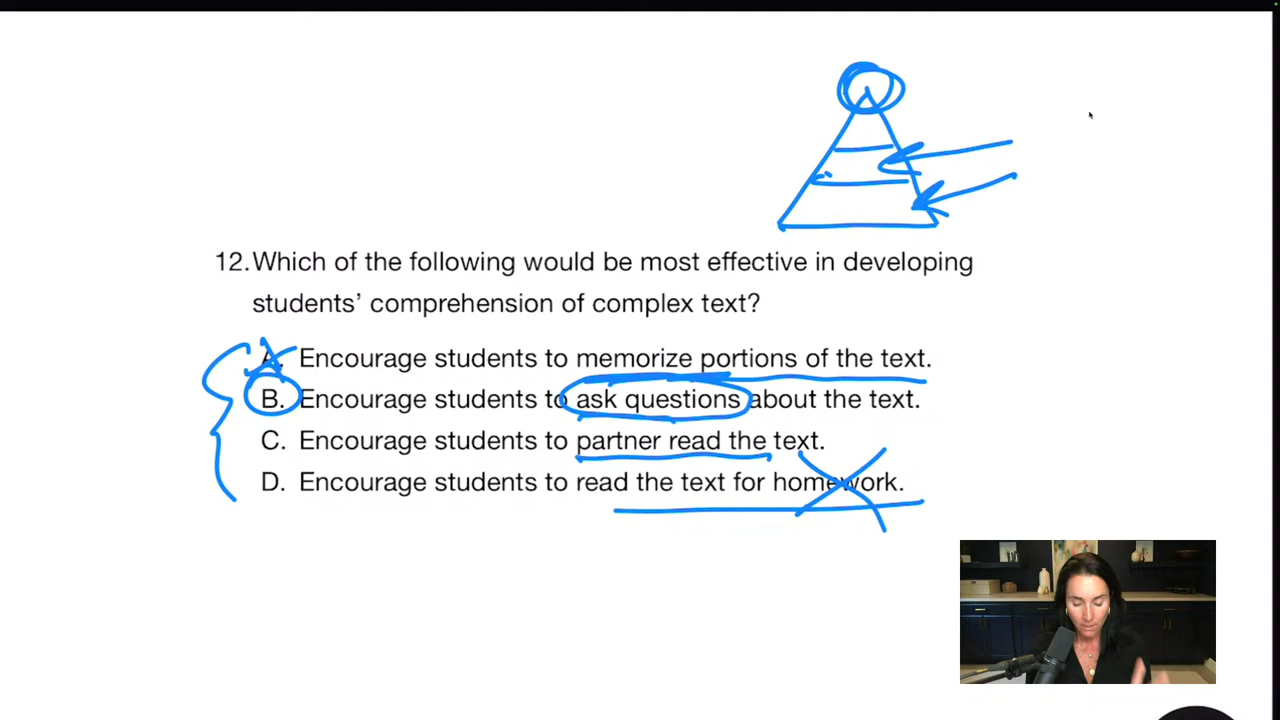 12. Which of the following would be most effective in developing
students’ comprehension of complex text?
A. Encourage students to memorize portions of the text.
B. Encourage students to ask questions about the text.
C. Encourage students to partner read the text.
D. Encourage students to read the text for homework.